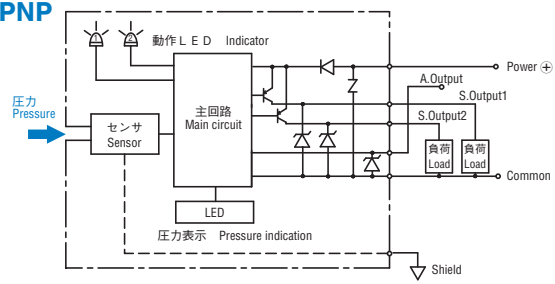 PNP
1 2
動作ＬＥＤ Indicator
Power ⊕
A.Output
圧力
Pressure
S.Output1
主回路
Main circuit
センサ
Sensor
S.Output2
負荷
Load
負荷
Load
Common
LED
圧力表示 Pressure indication
Shield